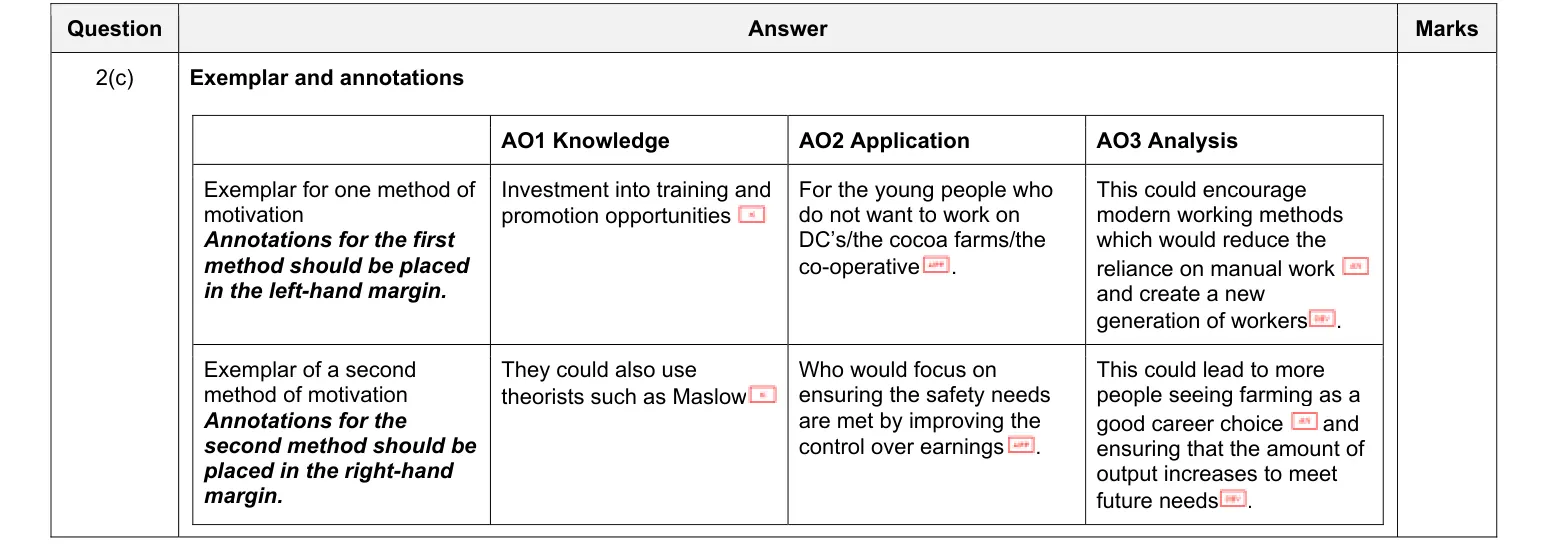 Question Answer Marks
2(c) Exemplar and annotations
AO1 Knowledge AO2 Application AO3 Analysis
Exemplar for one method of
motivation
Annotations for the first
method should be placed
in the left-hand margin.
Investment into training and
promotion opportunities
For the young people who
do not want to work on
DC's/the cocoa farms/the
co-operative .
This could encourage
modern working methods
which would reduce the
reliance on manual work
and create a new
generation of workers .
Exemplar of a second
method of motivation
Annotations for the
second method should be
placed in the right-hand
margin.
They could also use
theorists such as Maslow
Who would focus on
ensuring the safety needs
are met by improving the
control over earnings .
This could lead to more
people seeing farming as a
good career choice and
ensuring that the amount of
output increases to meet
future needs .